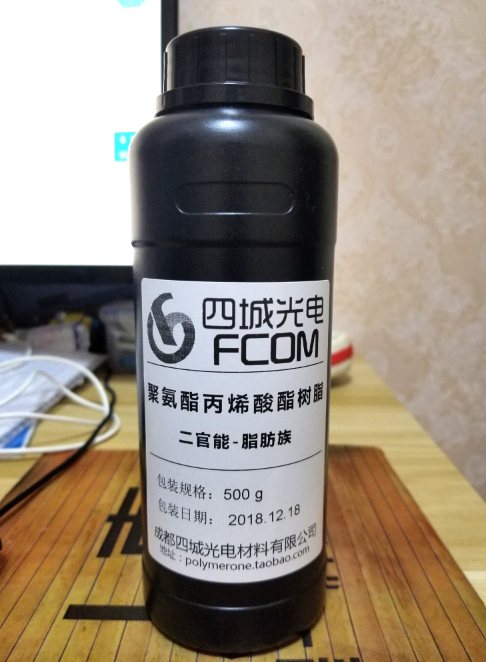 四城光电
FCOM
聚氨酯丙烯酸酯树脂
二官能-脂肪族
包装规格：500 g
包装日期：2018.12.18
成都四城光电材料有限公司
地址：polymerone.taobao.com